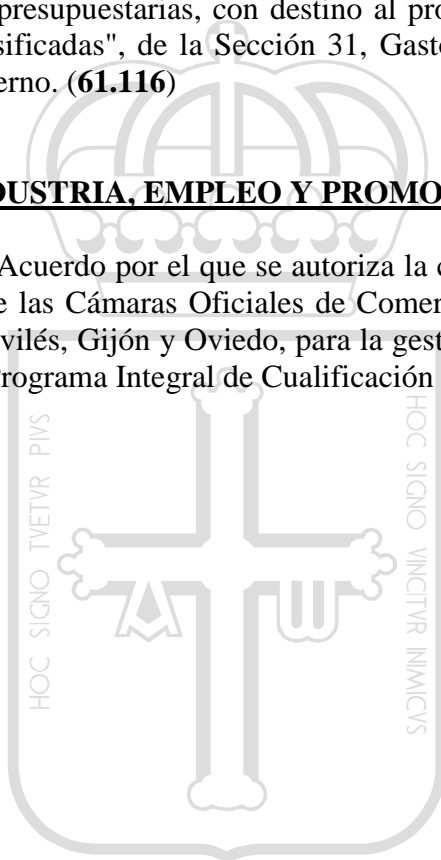 presupuestarias, con destino al pro
sificadas", de la Sección 31, Gasto
erno. (61.116)
DUSTRIA, EMPLEO Y PROMO
Acuerdo por el que se autoriza la c
e las Cámaras Oficiales de Comer
vilés, Gijón y Oviedo, para la gest
Programa Integral de Cualificación
HOC SIGNO TVETVR PIVS
HOC SIGNO VINCITVR INIMICVS